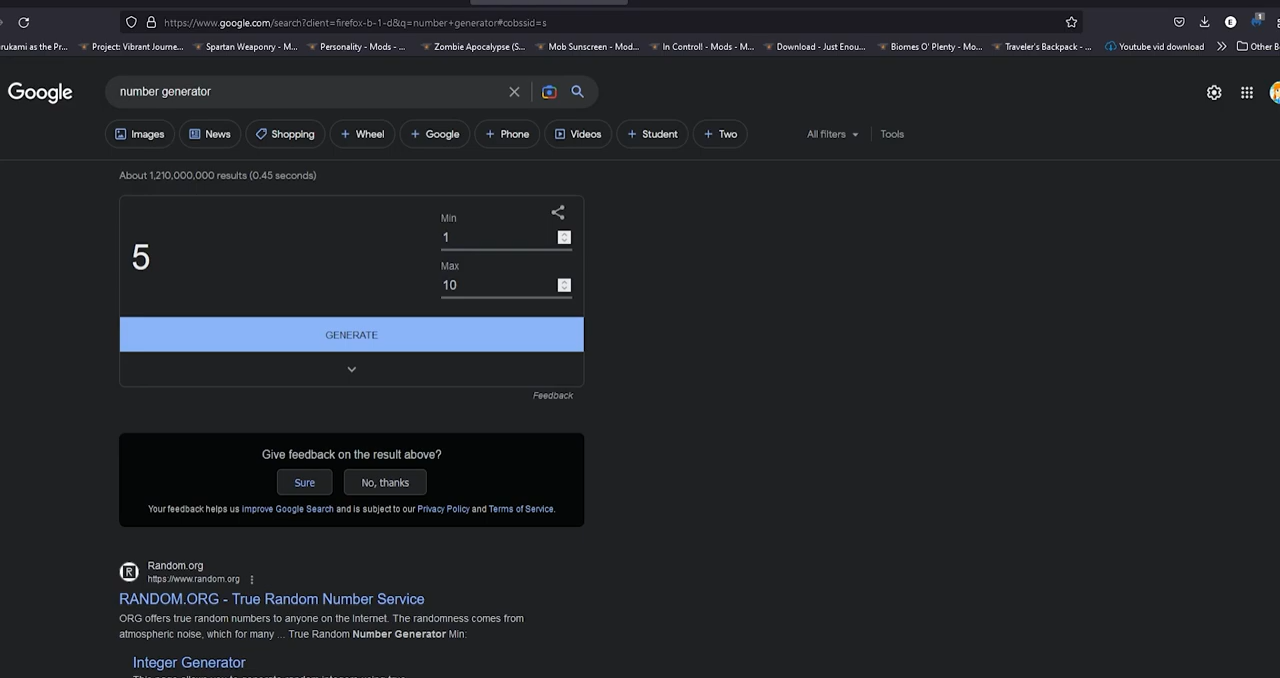 https://www.google.com/search?client=firefox-b-1-d&q=number+generator#cobssid=s
E
1
urukami as the Pr...
Project: Vibrant Journe...
Spartan Weaponry - M...
Personality - Mods - ...
Zombie Apocalypse (S...
Mob Sunscreen - Mod...
In Controll - Mods - M...
Download - Just Enou...
Biomes O' Plenty - Mo...
Traveler's Backpack - ...
Youtube vid download
Other B
Google
number generator
Images
News
Shopping
Wheel
Google
Phone
Videos
Student
Two
All filters
Tools
About 1,210,000,000 results (0.45 seconds)
Min
1
5
Max
10
GENERATE
Feedback
Give feedback on the result above?
Sure
No, thanks
Your feedback helps us improve Google Search and is subject to our Privacy Policy and Terms of Service.
R
Random.org
https://www.random.org
RANDOM.ORG - True Random Number Service
ORG offers true random numbers to anyone on the Internet. The randomness comes from
atmospheric noise, which for many ... True Random Number Generator Min:
Integer Generator